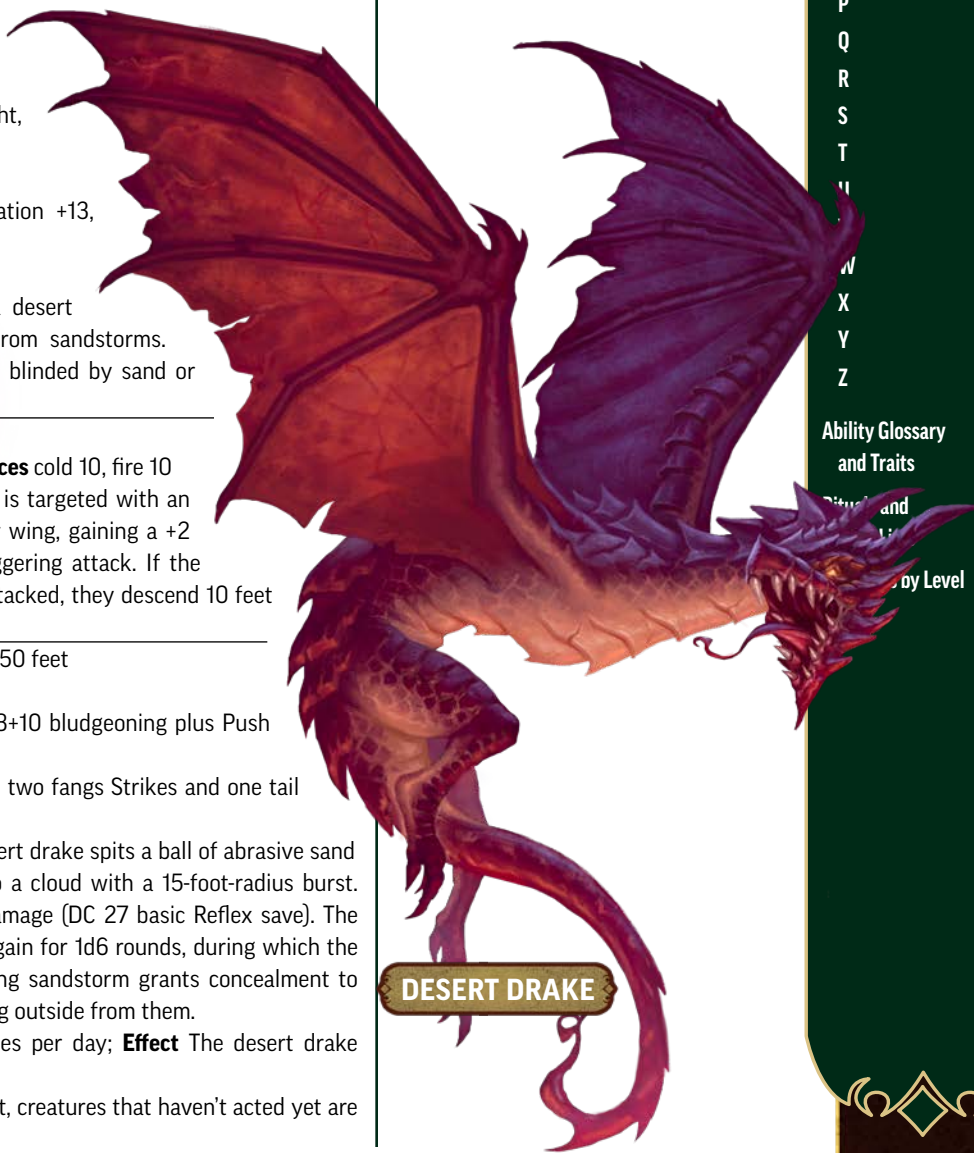 ht,
ation +13,
desert
rom sandstorms.
blinded by sand or
ces cold 10, fire 10
is targeted with an
wing, gaining a +2
ggering attack. If the
tacked, they descend 10 feet
50 feet
8+10 bludgeoning plus Push
two fangs Strikes and one tail
ert drake spits a ball of abrasive sand
a cloud with a 15-foot-radius burst.
amage (DC 27 basic Reflex save). The
gain for 1d6 rounds, during which the
ng sandstorm grants concealment to
g outside from them.
es per day; Effect The desert drake
t, creatures that haven't acted yet are
DESERT DRAKE
P
Q
R
S
T
U
W
X
Y
Z
Ability Glossary
and Traits
and
by Level